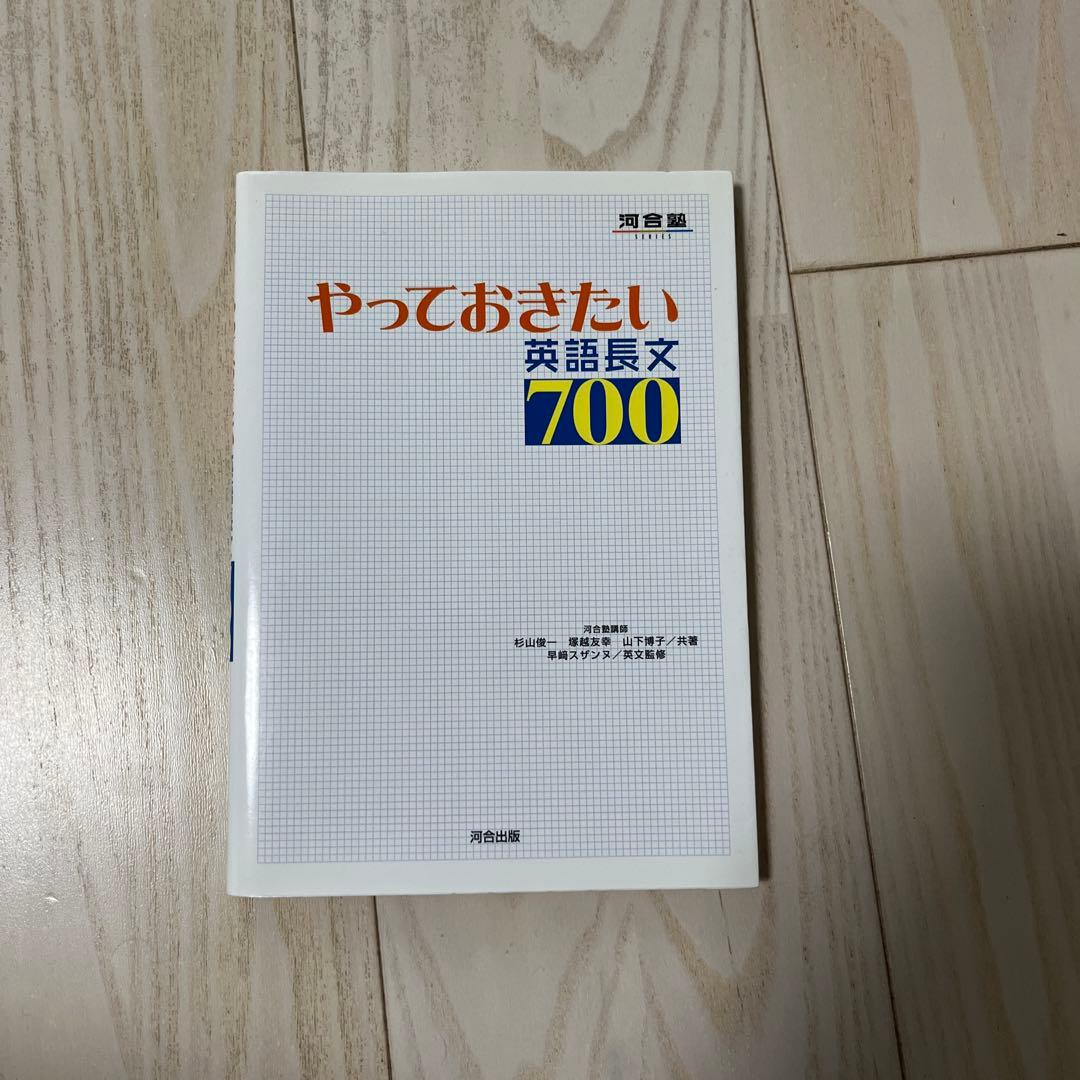 河合塾
SERIES
やっておきたい
英語長文
700
河合塾講師
杉山俊一 塚越友幸 山下博子／共著
早﨑スザンヌ／英文監修
河合出版